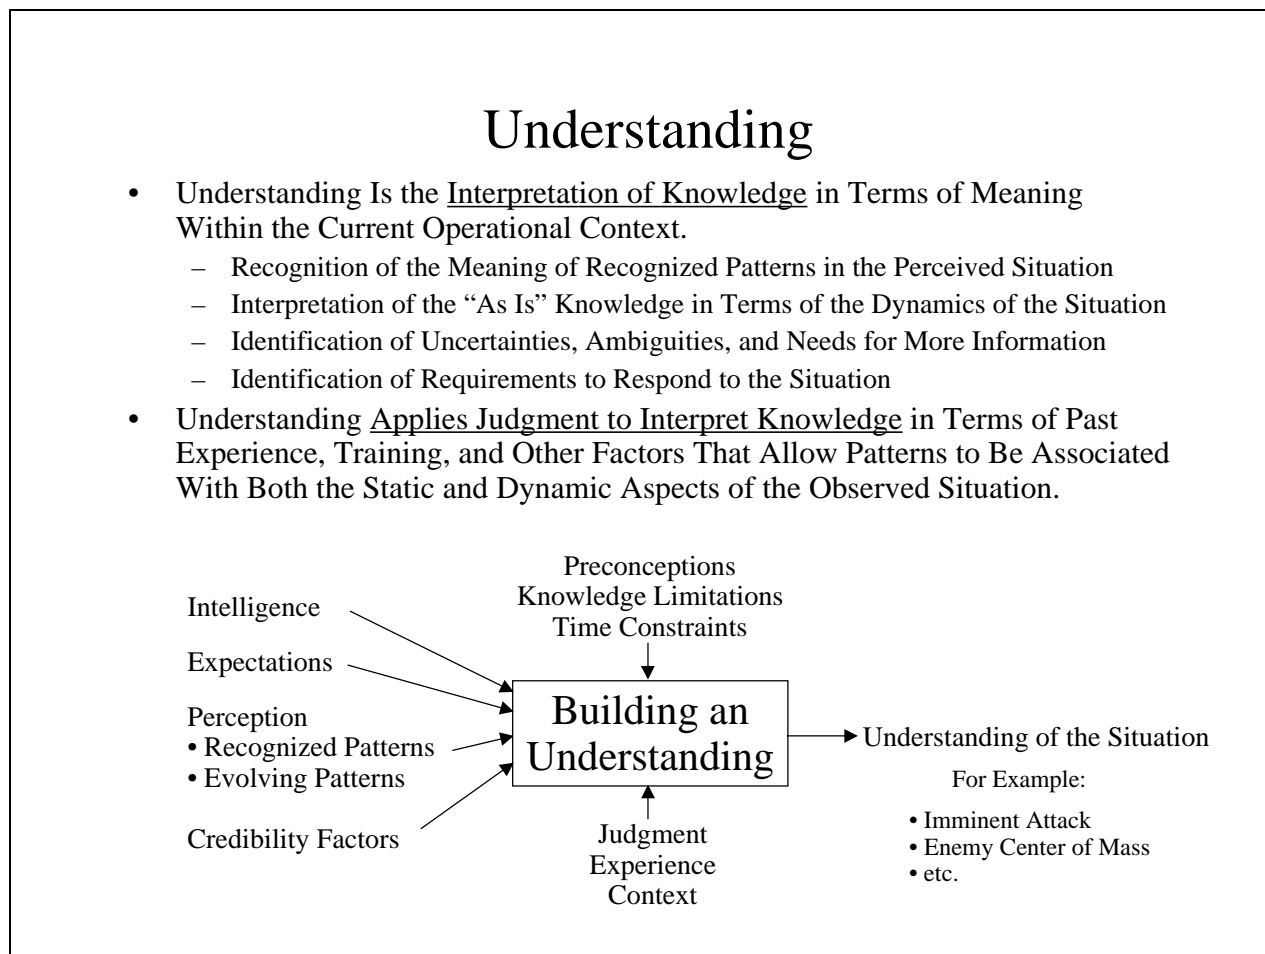 Understanding
• Understanding Is the Interpretation of Knowledge in Terms of Meaning
Within the Current Operational Context.
– Recognition of the Meaning of Recognized Patterns in the Perceived Situation
– Interpretation of the “As Is” Knowledge in Terms of the Dynamics of the Situation
– Identification of Uncertainties, Ambiguities, and Needs for More Information
– Identification of Requirements to Respond to the Situation
• Understanding Applies Judgment to Interpret Knowledge in Terms of Past
Experience, Training, and Other Factors That Allow Patterns to Be Associated
With Both the Static and Dynamic Aspects of the Observed Situation.
Preconceptions
Knowledge Limitations
Time Constraints
Intelligence
Expectations
Perception
• Recognized Patterns
• Evolving Patterns
Credibility Factors
Building an
Understanding
Judgment
Experience
Context
Understanding of the Situation
For Example:
• Imminent Attack
• Enemy Center of Mass
• etc.